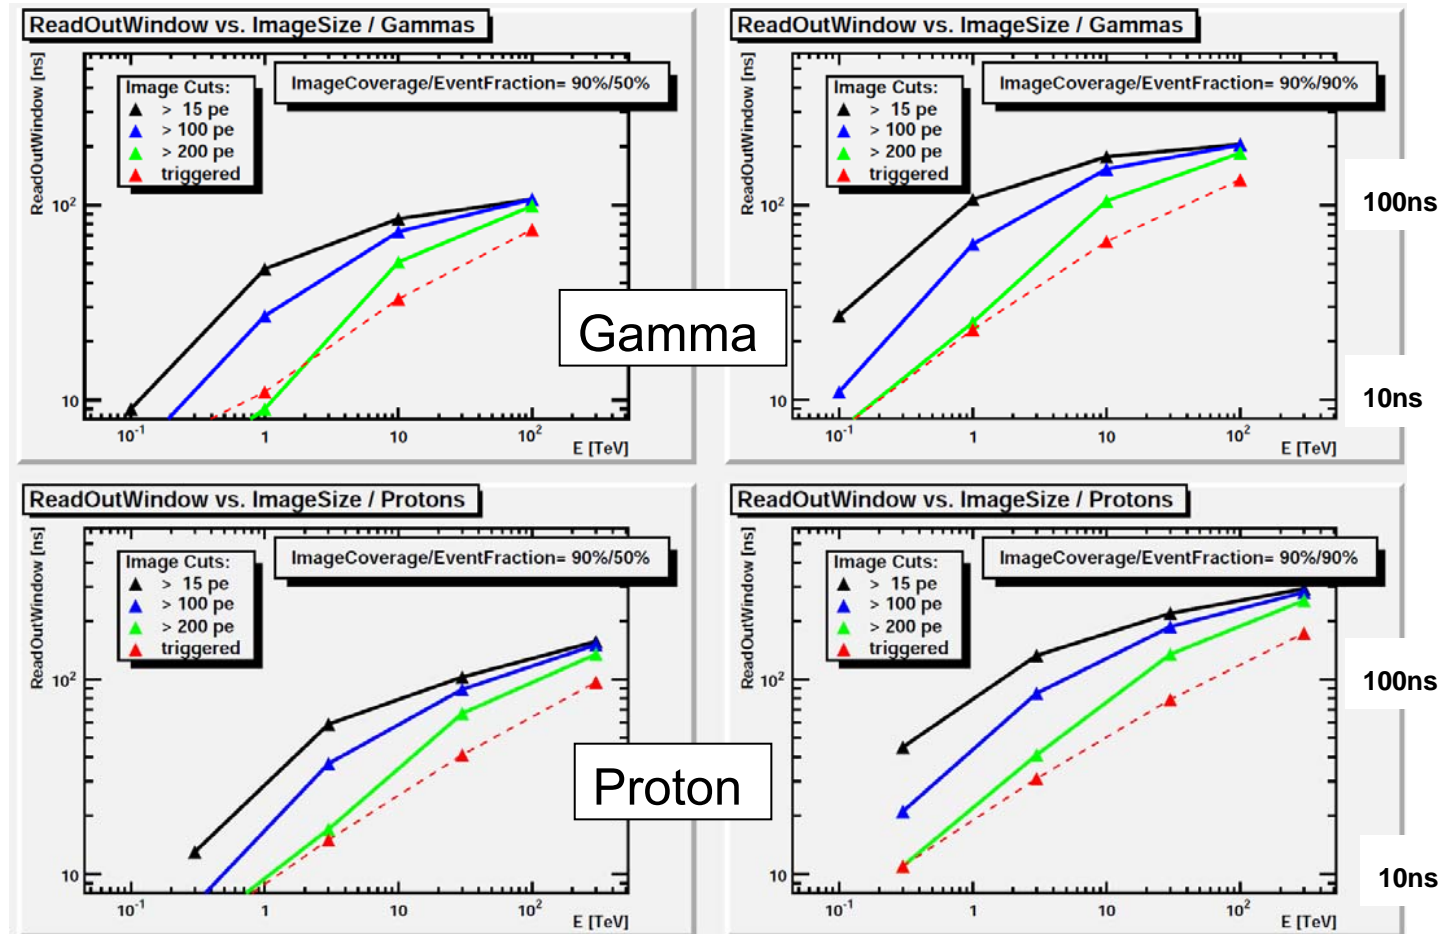 ReadOutWindow vs. ImageSize / Gammas
ReadOutWindow [ns]
ImageCoverage/EventFraction= 90%/50%
Image Cuts:
> 15 pe
> 100 pe
> 200 pe
triggered
10²
10
10⁻¹ 1 10 10²
E [TeV]
ReadOutWindow vs. ImageSize / Gammas
ReadOutWindow [ns]
ImageCoverage/EventFraction= 90%/90%
Image Cuts:
> 15 pe
> 100 pe
> 200 pe
triggered
10²
10
10⁻¹ 1 10 10²
E [TeV]
100ns
10ns
Gamma
ReadOutWindow vs. ImageSize / Protons
ReadOutWindow [ns]
ImageCoverage/EventFraction= 90%/50%
Image Cuts:
> 15 pe
> 100 pe
> 200 pe
triggered
10²
10
10⁻¹ 1 10 10²
E [TeV]
ReadOutWindow vs. ImageSize / Protons
ReadOutWindow [ns]
ImageCoverage/EventFraction= 90%/90%
Image Cuts:
> 15 pe
> 100 pe
> 200 pe
triggered
10²
10
10⁻¹ 1 10 10²
E [TeV]
100ns
10ns
Proton